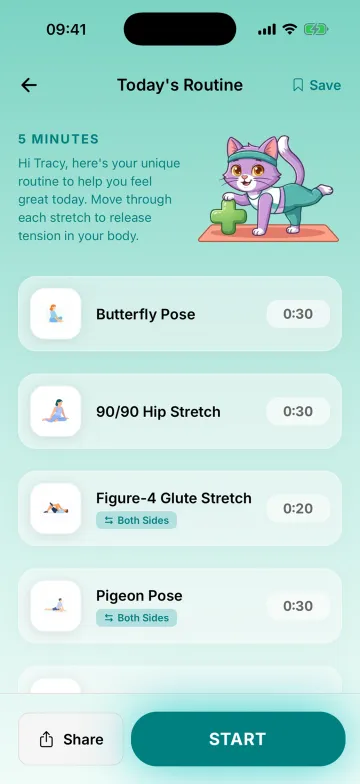 09:41
Today's Routine
Save
5 MINUTES
Hi Tracy, here's your unique
routine to help you feel
great today. Move through
each stretch to release
tension in your body.
Butterfly Pose
0:30
90/90 Hip Stretch
0:30
Figure-4 Glute Stretch
Both Sides
0:20
Pigeon Pose
Both Sides
0:30
Share
START